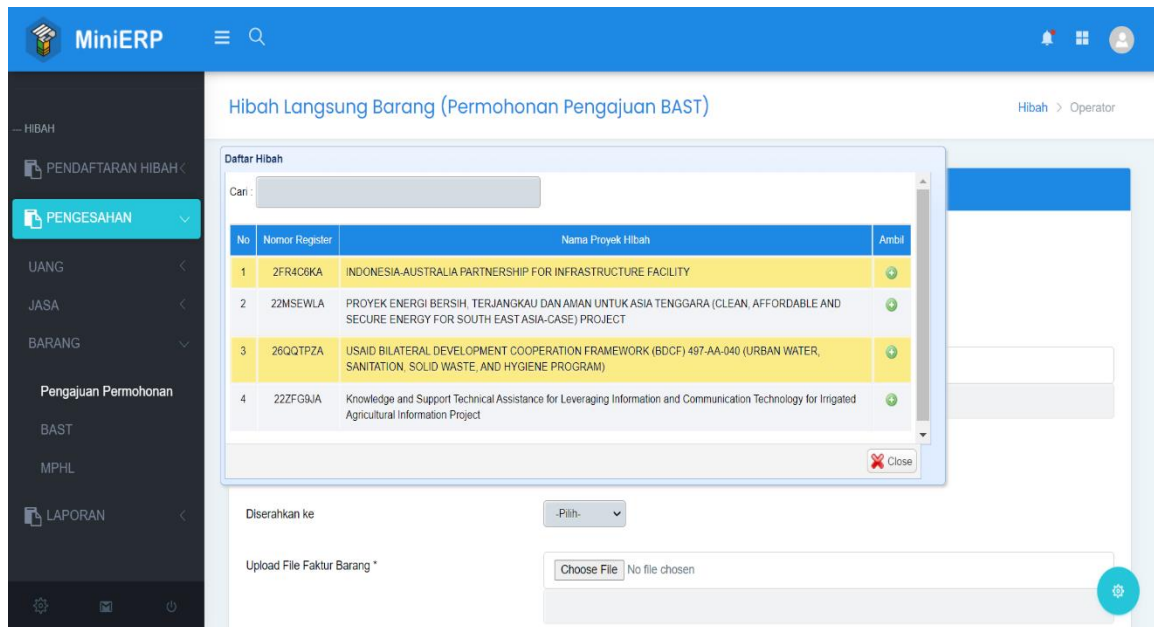 MiniERP
Hibah Langsung Barang (Permohonan Pengajuan BAST)
Hibah > Operator
--- HIBAH
PENDAFTARAN HIBAH
PENGESAHAN
UANG
JASA
BARANG
Pengajuan Permohonan
BAST
MPHL
LAPORAN
Daftar Hibah
Cari :
No Nomor Register Nama Proyek HIbah Ambil
1 2FR4C6KA INDONESIA-AUSTRALIA PARTNERSHIP FOR INFRASTRUCTURE FACILITY
2 22MSEWLA PROYEK ENERGI BERSIH, TERJANGKAU DAN AMAN UNTUK ASIA TENGGARA (CLEAN, AFFORDABLE AND
SECURE ENERGY FOR SOUTH EAST ASIA-CASE) PROJECT
3 26QQTPZA USAID BILATERAL DEVELOPMENT COOPERATION FRAMEWORK (BDCF) 497-AA-040 (URBAN WATER,
SANITATION, SOLID WASTE, AND HYGIENE PROGRAM)
4 22ZFG9JA Knowledge and Support Technical Assistance for Leveraging Information and Communication Technology for Irrigated
Agricultural Information Project
Close
Diserahkan ke
-Pilih-
Upload File Faktur Barang *
Choose File No file chosen